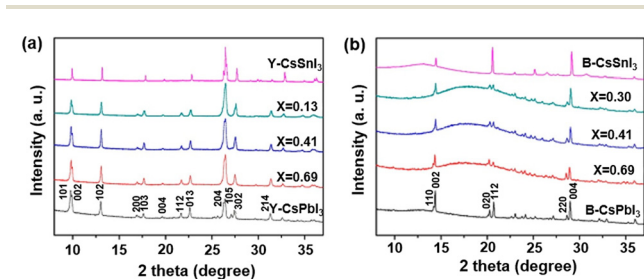 (a)
Y-CsSnI3
X=0.13
X=0.41
X=0.69
Y-CsPbI3
101
002
102
200
103
004
112
013
204
105
302
214
Intensity (a. u.)
10 15 20 25 30 35
2 theta (degree)
(b)
B-CsSnI3
X=0.30
X=0.41
X=0.69
B-CsPbI3
110
002
020
112
220
004
Intensity (a. u.)
10 15 20 25 30 35
2 theta (degree)